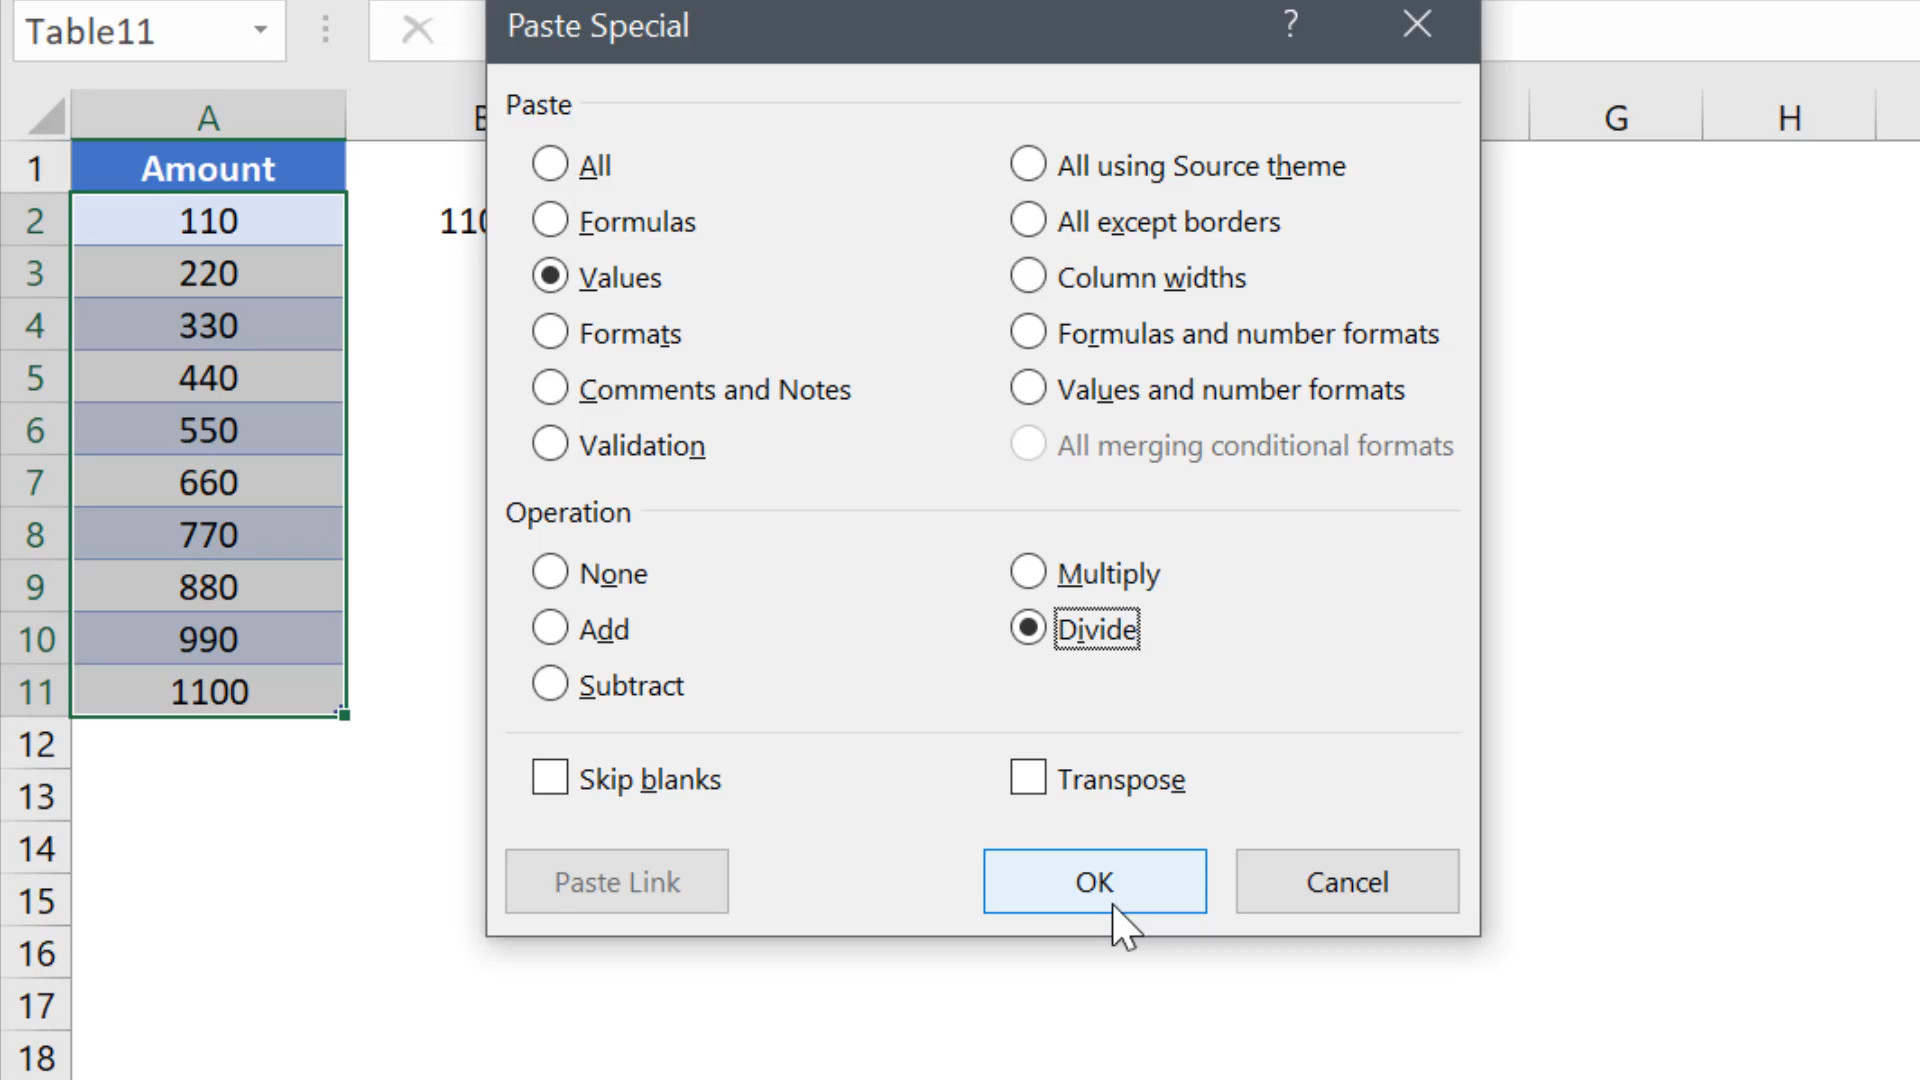 Table11
Paste Special
?
A
G
H
1 Amount
2 110
3 220
4 330
5 440
6 550
7 660
8 770
9 880
10 990
11 1100
12
13
14
15
16
17
18
Paste
All
All using Source theme
Formulas
All except borders
Values
Column widths
Formats
Formulas and number formats
Comments and Notes
Values and number formats
Validation
All merging conditional formats
Operation
None
Multiply
Add
Divide
Subtract
Skip blanks
Transpose
Paste Link
OK
Cancel